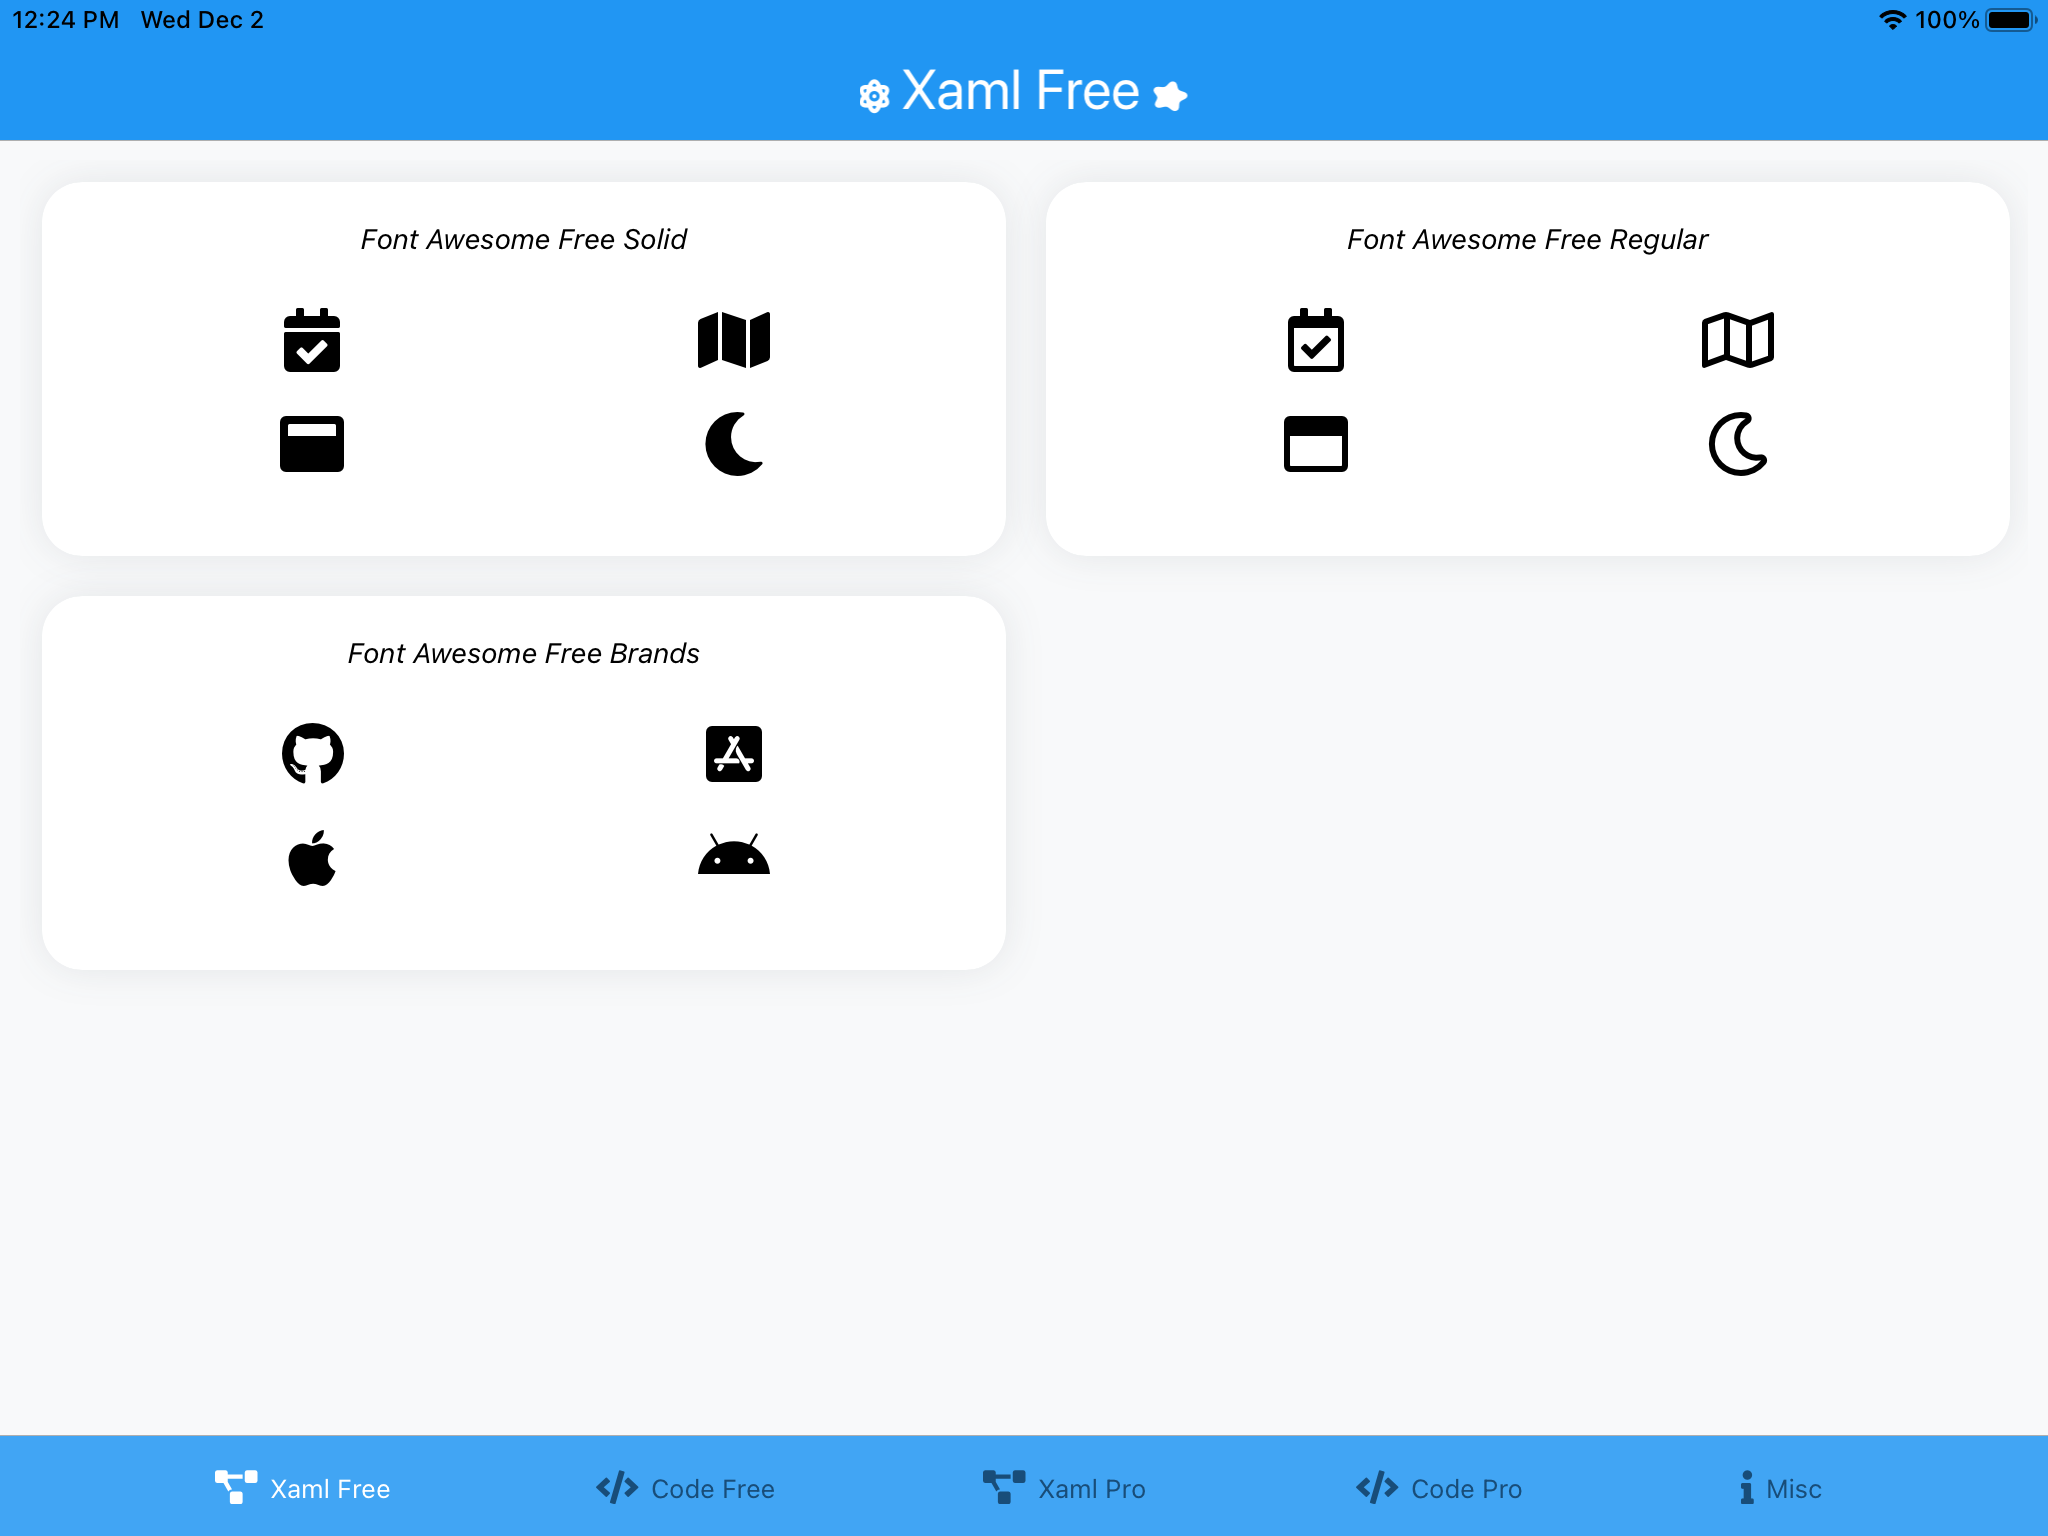 12:24 PM Wed Dec 2
100%
Xaml Free
Font Awesome Free Solid
Font Awesome Free Regular
Font Awesome Free Brands
Xaml Free
Code Free
Xaml Pro
Code Pro
Misc